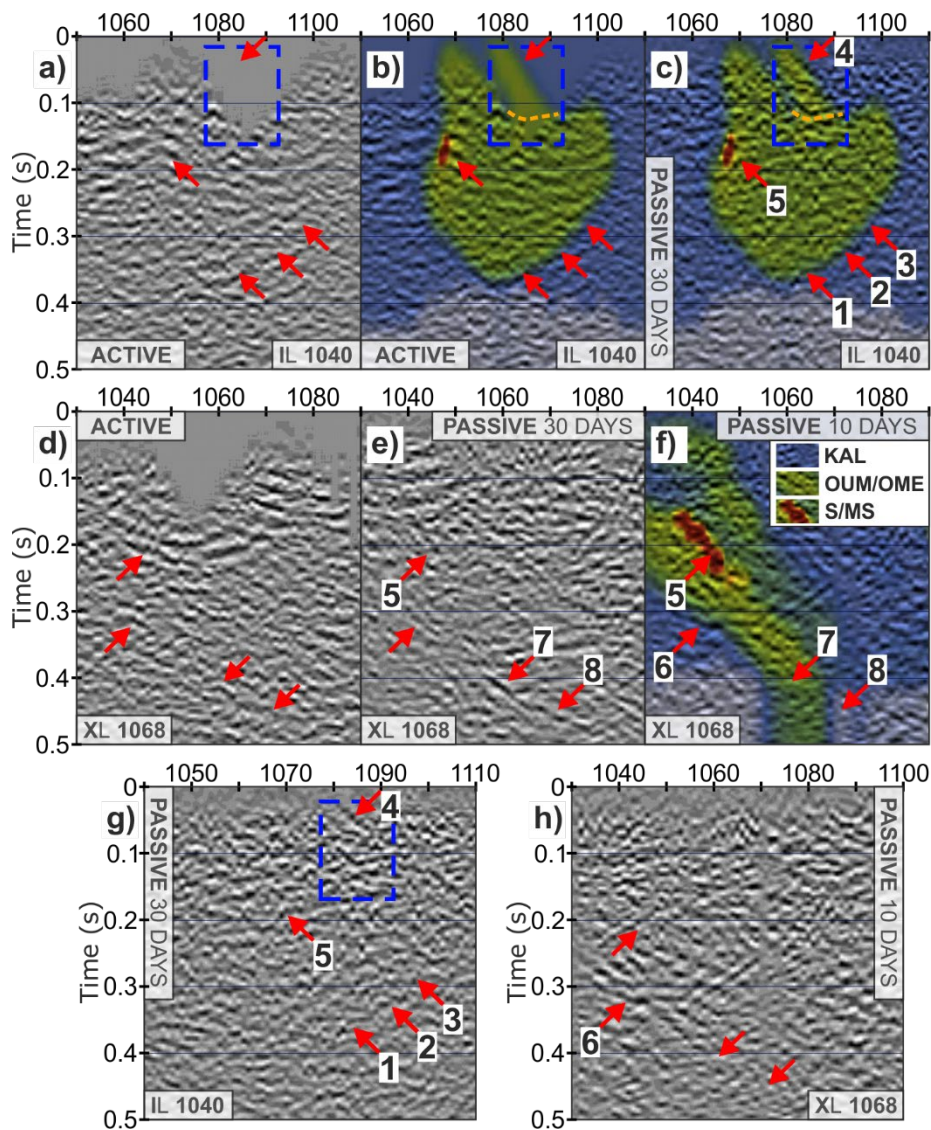 1060 1080 1100 1060 1080 1100 1060 1080 1100
0
0.1
0.2
0.3
0.4
0.5
Time (s)
a)
ACTIVE
IL 1040
b)
ACTIVE
IL 1040
c)
4
5
3
2
1
PASSIVE 30 DAYS
IL 1040
1040 1060 1080 1040 1060 1080 1040 1060 1080
0
0.1
0.2
0.3
0.4
0.5
Time (s)
ACTIVE
d)
XL 1068
e)
PASSIVE 30 DAYS
5
7
8
XL 1068
f)
PASSIVE 10 DAYS
KAL
OUM/OME
S/MS
5
6
7
8
XL 1068
1050 1070 1090 1110
0
0.1
0.2
0.3
0.4
0.5
Time (s)
g)
PASSIVE 30 DAYS
4
5
3
2
1
IL 1040
1040 1060 1080 1100
0
0.1
0.2
0.3
0.4
0.5
Time (s)
h)
PASSIVE 10 DAYS
6
XL 1068